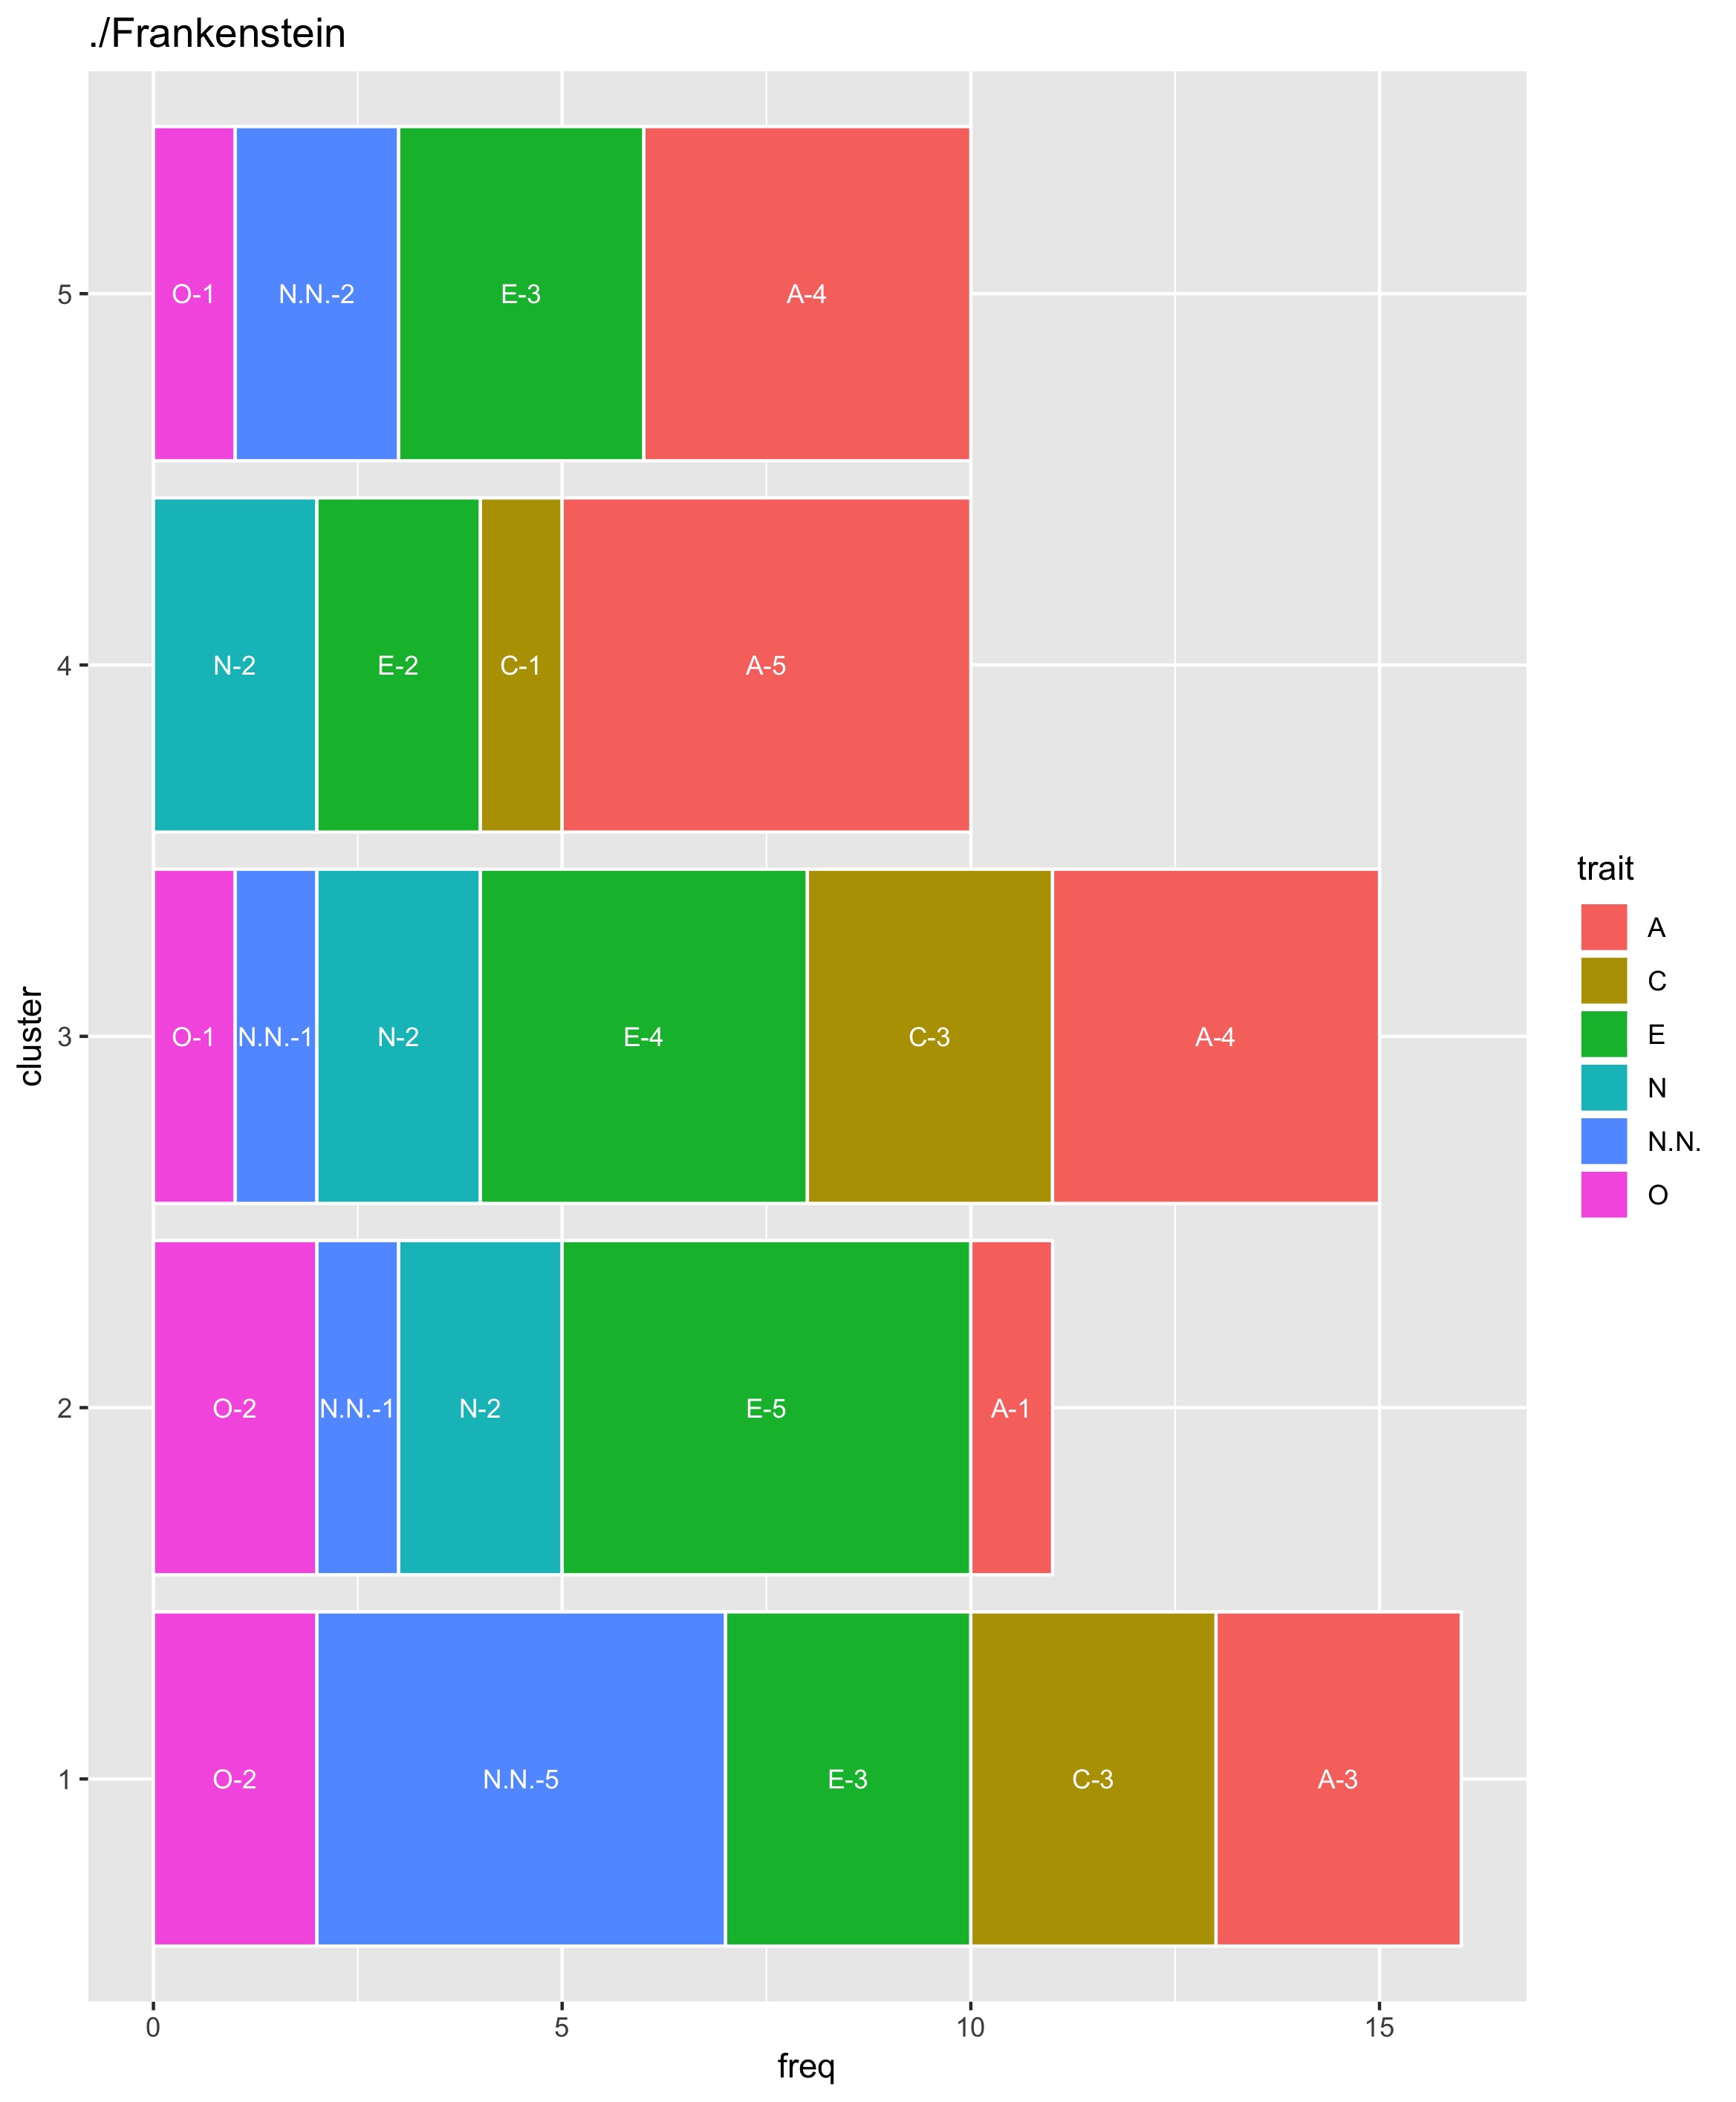 ./Frankenstein
5
O-1 N.N.-2 E-3 A-4
4
N-2 E-2 C-1 A-5
cluster
3
O-1 N.N.-1 N-2 E-4 C-3 A-4
2
O-2 N.N.-1 N-2 E-5 A-1
1
O-2 N.N.-5 E-3 C-3 A-3
0 5 10 15
freq
trait
A
C
E
N
N.N.
O